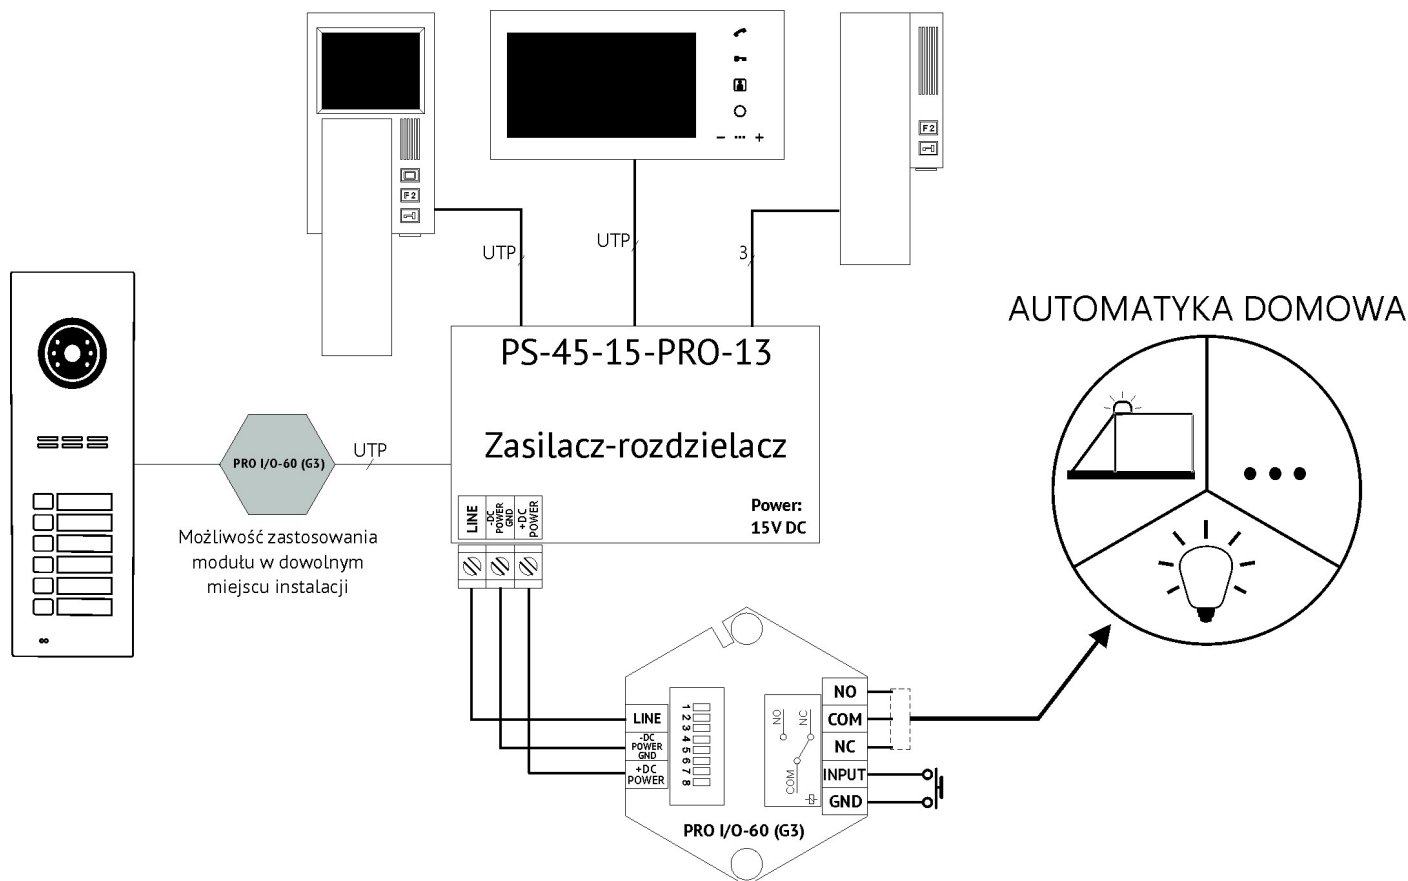 F2
− ••• +
F2
UTP
UTP
3
AUTOMATYKA DOMOWA
PS-45-15-PRO-13
Zasilacz-rozdzielacz
PRO I/O-60 (G3)
UTP
Możliwość zastosowania
modułu w dowolnym
miejscu instalacji
LINE
-DC
POWER
GND
+DC
POWER
Power:
15V DC
•••
LINE
-DC
POWER
GND
+DC
POWER
1
2
3
4
5
6
7
8
NO
NC
COM
NO
COM
NC
INPUT
GND
PRO I/O-60 (G3)